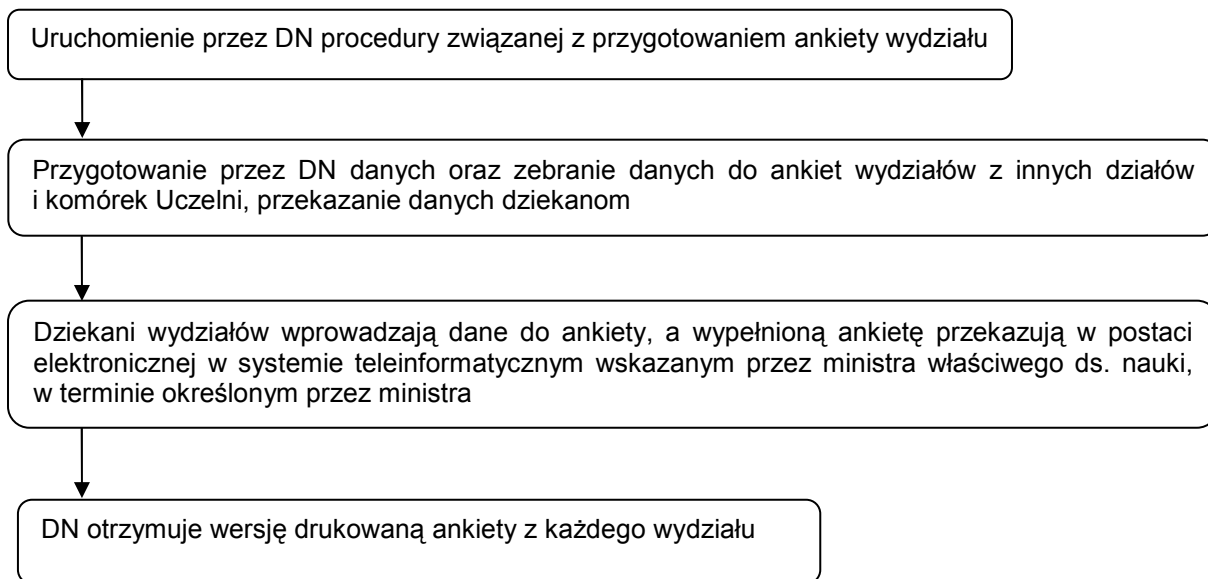 Uruchomienie przez DN procedury związanej z przygotowaniem ankiety wydziału
Przygotowanie przez DN danych oraz zebranie danych do ankiet wydziałów z innych działów
i komórek Uczelni, przekazanie danych dziekanom
Dziekani wydziałów wprowadzają dane do ankiety, a wypełnioną ankietę przekazują w postaci
elektronicznej w systemie teleinformatycznym wskazanym przez ministra właściwego ds. nauki,
w terminie określonym przez ministra
DN otrzymuje wersję drukowaną ankiety z każdego wydziału